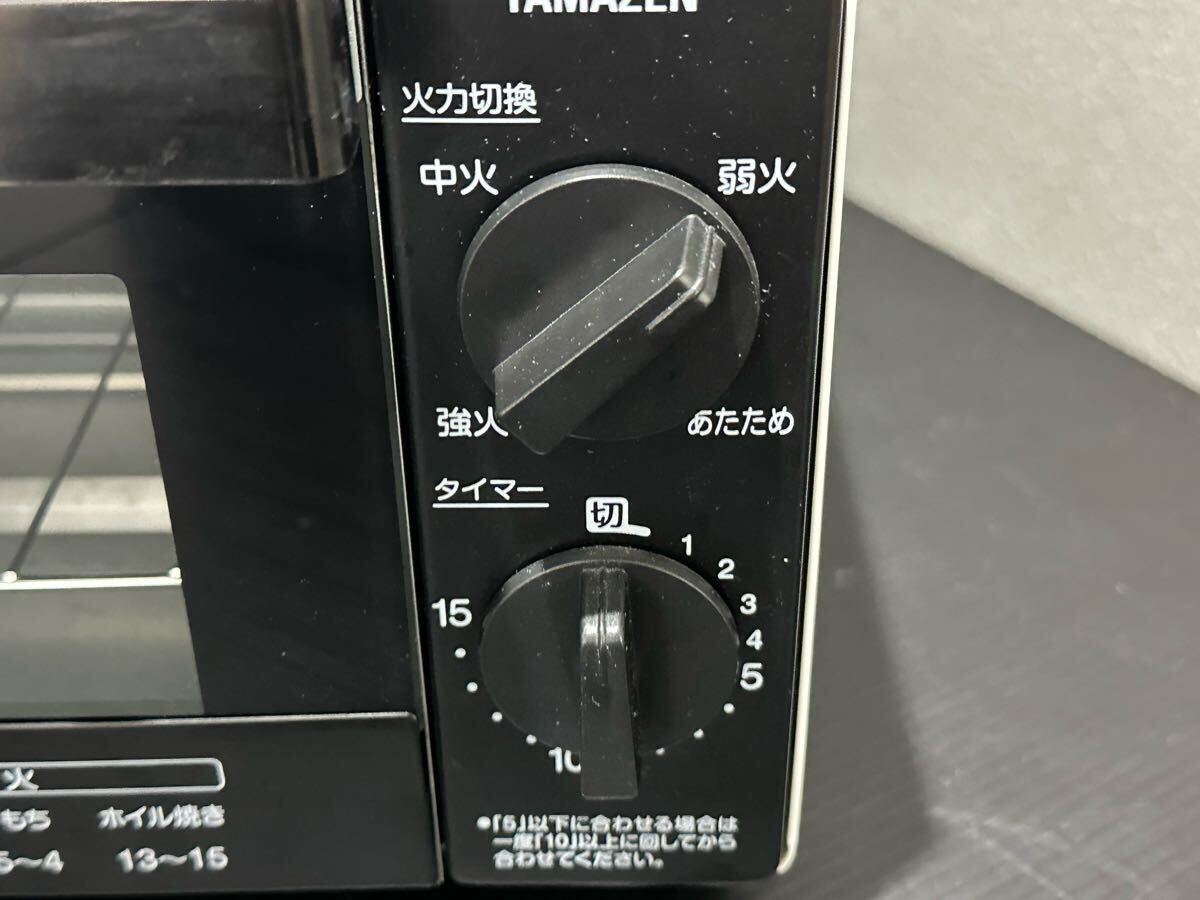 YAMAZEN
火力切換
中火
弱火
強火
あたため
タイマー
切
1
2
3
4
5
10
15
火
もち
ホイル焼き
5～4
13～15
●「5」以下に合わせる場合は
一度「10」以上に回してから
合わせてください。